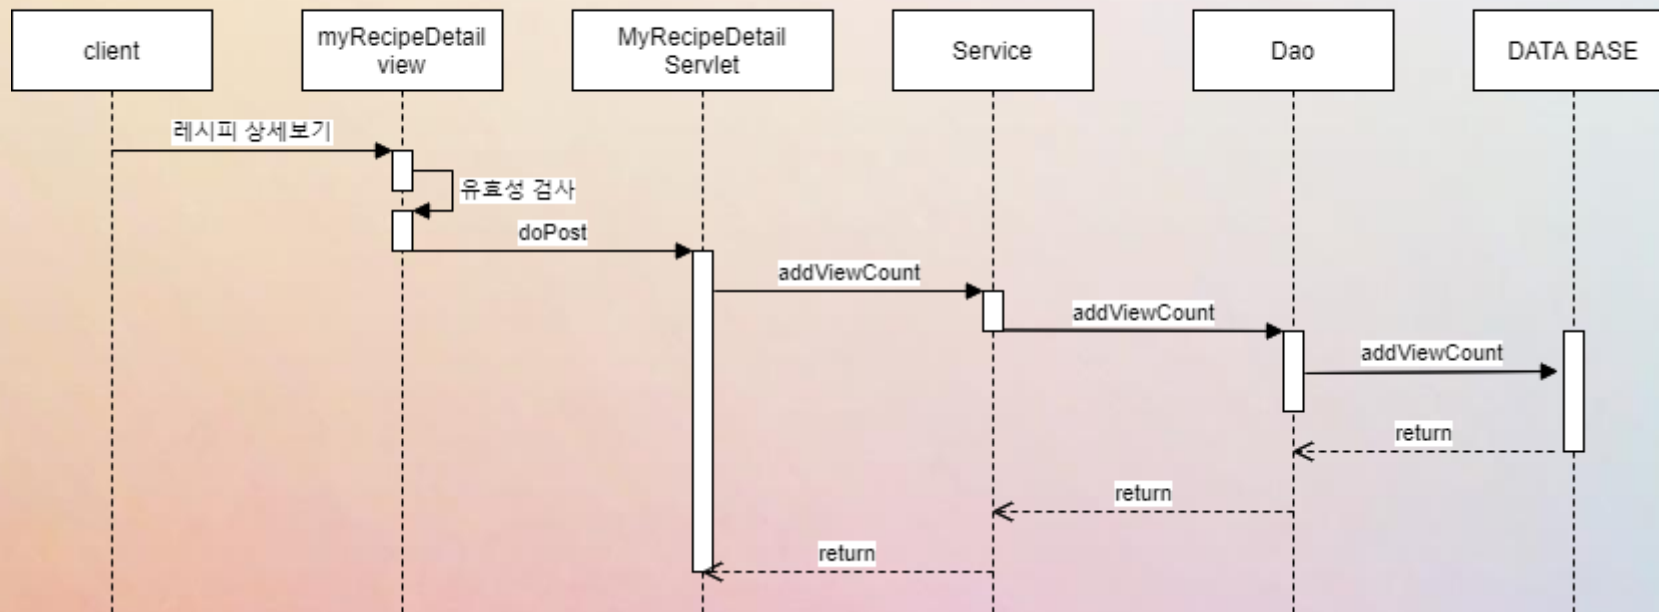 client
myRecipeDetail
view
MyRecipeDetail
Servlet
Service
Dao
DATA BASE
레시피 상세보기
유효성 검사
doPost
addViewCount
addViewCount
addViewCount
return
return
return